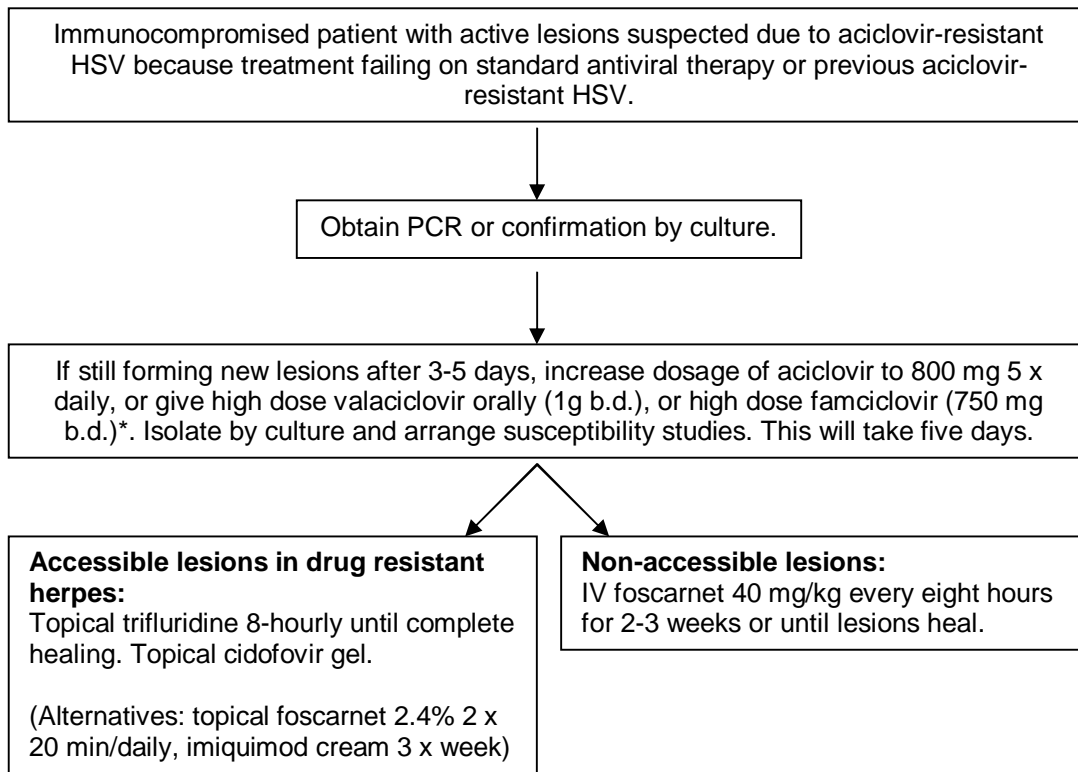 Immunocompromised patient with active lesions suspected due to aciclovir-resistant
HSV because treatment failing on standard antiviral therapy or previous aciclovir-
resistant HSV.
Obtain PCR or confirmation by culture.
If still forming new lesions after 3-5 days, increase dosage of aciclovir to 800 mg 5 x
daily, or give high dose valaciclovir orally (1g b.d.), or high dose famciclovir (750 mg
b.d.)*. Isolate by culture and arrange susceptibility studies. This will take five days.
Accessible lesions in drug resistant
herpes:
Topical trifluridine 8-hourly until complete
healing. Topical cidofovir gel.
(Alternatives: topical foscarnet 2.4% 2 x
20 min/daily, imiquimod cream 3 x week)
Non-accessible lesions:
IV foscarnet 40 mg/kg every eight hours
for 2-3 weeks or until lesions heal.